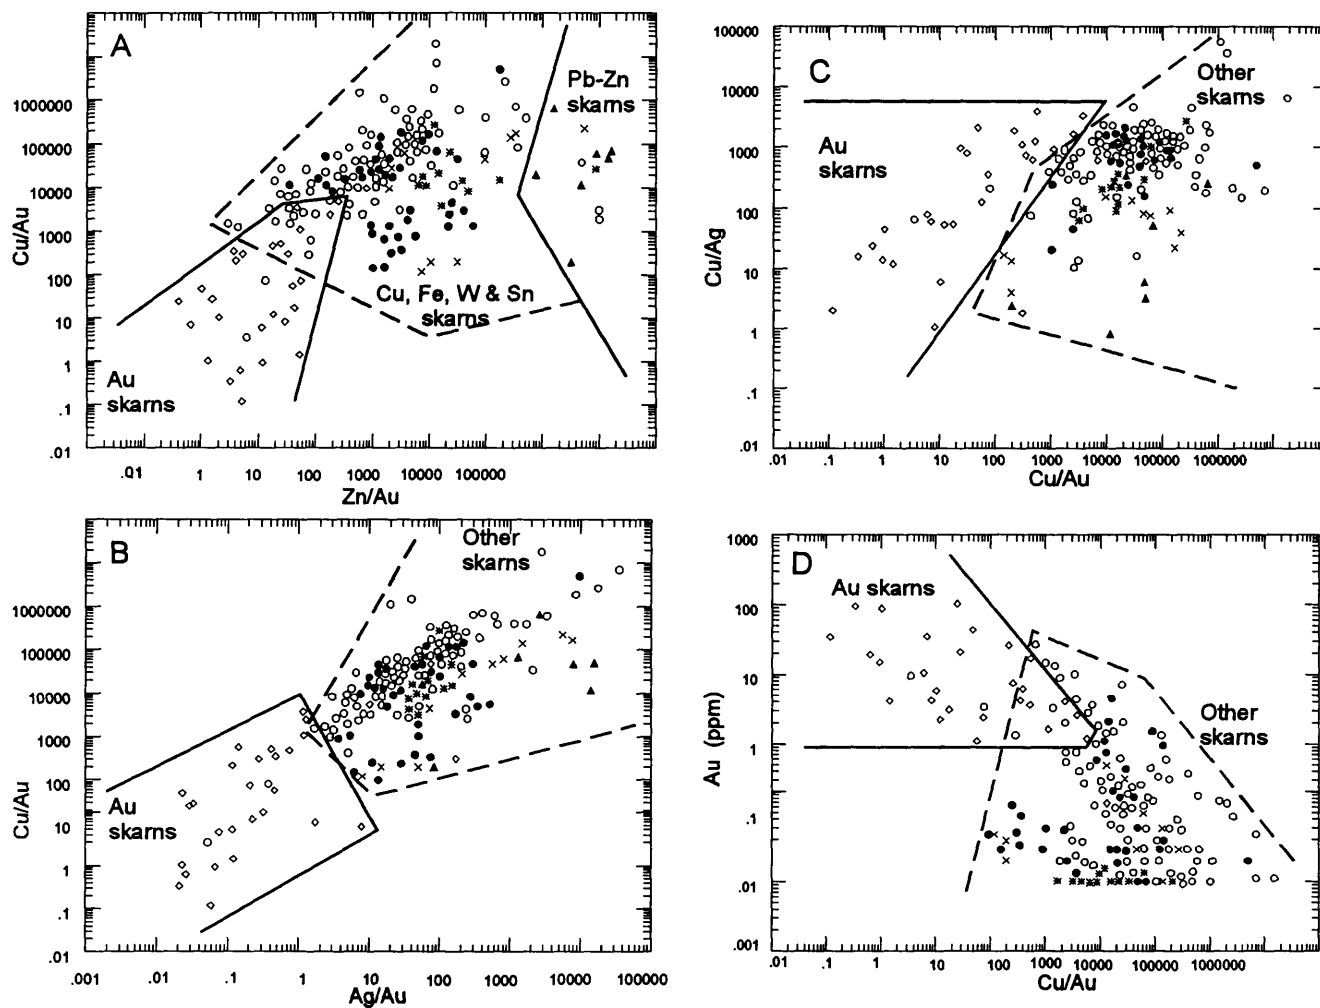 A
Cu/Au
1000000
100000
10000
1000
100
10
1
.1
.01
.01
1
10
100
1000
10000
100000
Zn/Au
Pb-Zn
skarns
Cu, Fe, W & Sn
skarns
Au
skarns
C
Cu/Ag
100000
10000
1000
100
10
1
.1
.01
.01
.1
1
10
100
1000
10000
100000
1000000
Cu/Au
Other
skarns
Au
skarns
B
Cu/Au
1000000
100000
10000
1000
100
10
1
.1
.01
.001
.01
.1
1
10
100
1000
10000
100000
Ag/Au
Other
skarns
Au
skarns
D
Au (ppm)
1000
100
10
1
.1
.01
.001
.01
.1
1
10
100
1000
10000
100000
1000000
Cu/Au
Au skarns
Other
skarns